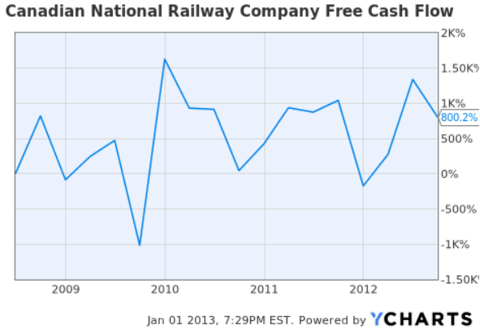 Canadian National Railway Company Free Cash Flow
2K%
1.50K%
1K%
800.2%
500%
0%
-500%
-1K%
-1.50K%
2009 2010 2011 2012
Jan 01 2013, 7:29PM EST. Powered by YCHARTS